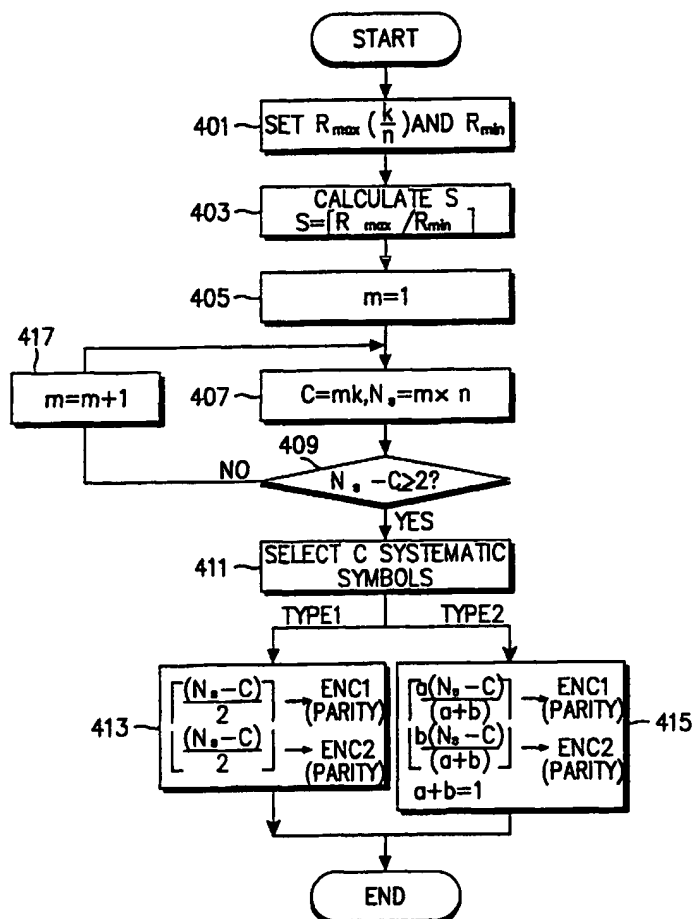 START
401
SET Rmax (k/n) AND Rmin
403
CALCULATE S
S=⌈R max /Rmin ⌉
405
m=1
417
m=m+1
407
C=mk,Ns=m× n
409
NO
Ns -C≥2?
YES
411
SELECT C SYSTEMATIC
SYMBOLS
TYPE1
TYPE2
413
⌈(Ns-C)/2⌉ → ENC1
(PARITY)
⌊(Ns-C)/2⌋ → ENC2
(PARITY)
415
⌈a(Ns-C)/(a+b)⌉ → ENC1
(PARITY)
⌊b(Ns-C)/(a+b)⌋ → ENC2
(PARITY)
a+b=1
END